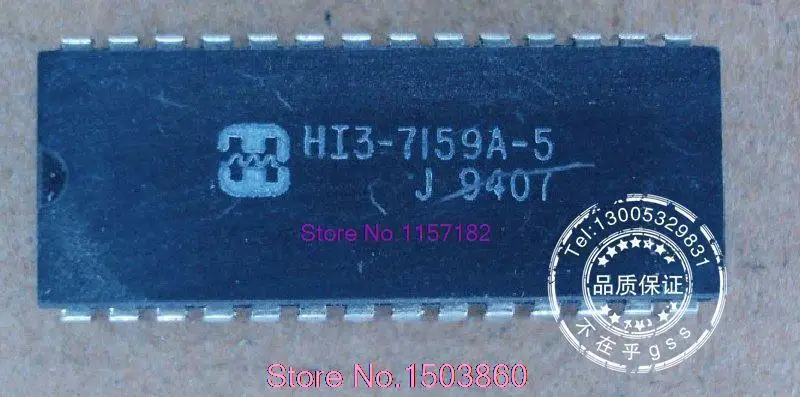 HI3-7159A-5
J 9407
Store No.1157182
Tel:13005329831
品质保证
不在乎gss
Store No.1503860